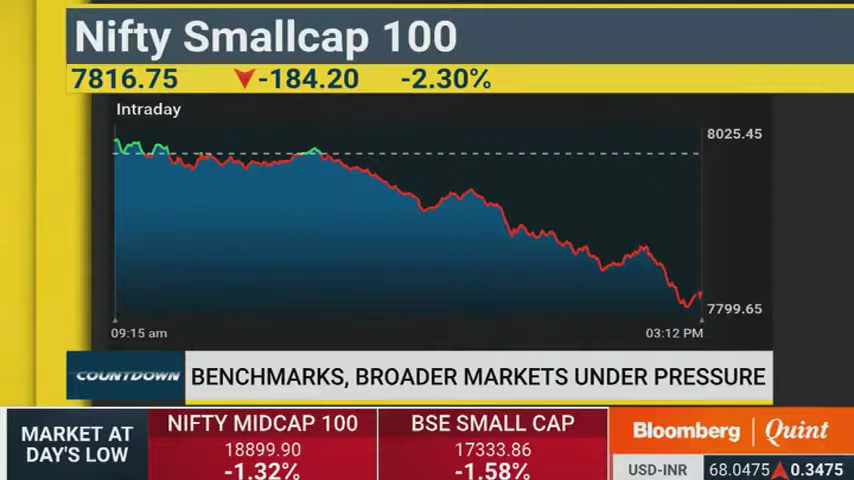 Nifty Smallcap 100
7816.75 -184.20 -2.30%
Intraday
8025.45
7799.65
09:15 am 03:12 PM
COUNTDOWN BENCHMARKS, BROADER MARKETS UNDER PRESSURE
MARKET AT
DAY'S LOW
NIFTY MIDCAP 100
18899.90
-1.32%
BSE SMALL CAP
17333.86
-1.58%
Bloomberg | Quint
USD-INR 68.0475 0.3475